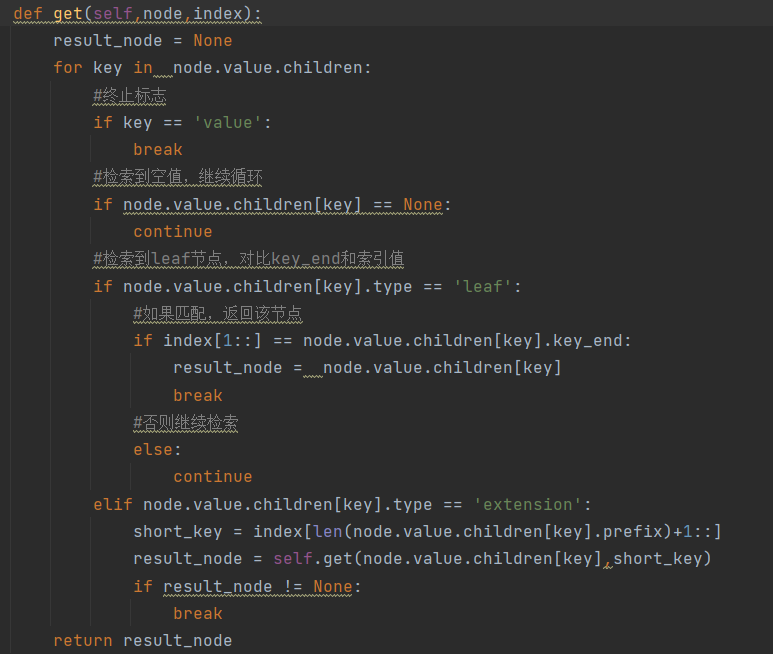 def get(self,node,index):
    result_node = None
    for key in  node.value.children:
        #终止标志
        if key == 'value':
            break
        #检索到空值，继续循环
        if node.value.children[key] == None:
            continue
        #检索到leaf节点，对比key_end和索引值
        if node.value.children[key].type == 'leaf':
            #如果匹配，返回该节点
            if index[1::] == node.value.children[key].key_end:
                result_node =  node.value.children[key]
                break
            #否则继续检索
            else:
                continue
        elif node.value.children[key].type == 'extension':
            short_key = index[len(node.value.children[key].prefix)+1::]
            result_node = self.get(node.value.children[key],short_key)
            if result_node != None:
                break
    return result_node